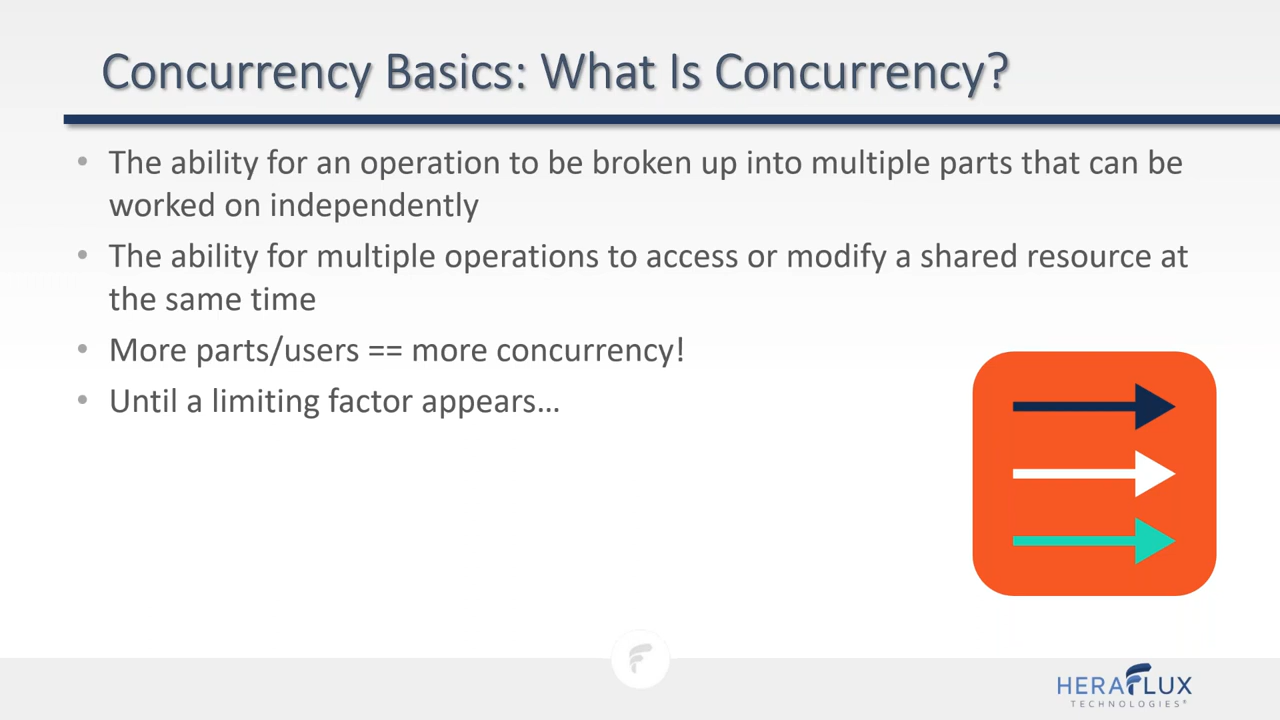 Concurrency Basics: What Is Concurrency?
• The ability for an operation to be broken up into multiple parts that can be
worked on independently
• The ability for multiple operations to access or modify a shared resource at
the same time
• More parts/users == more concurrency!
• Until a limiting factor appears…
HERAFLUX
TECHNOLOGIES®